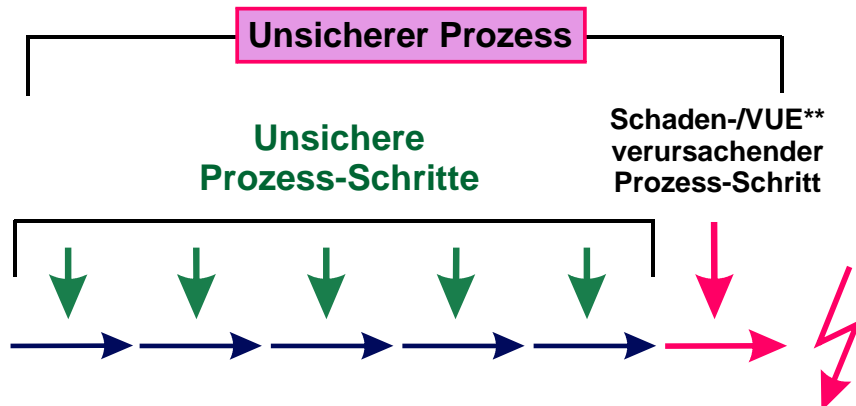 Unsicherer Prozess
Unsichere
Prozess-Schritte
Schaden-/VUE**
verursachender
Prozess-Schritt